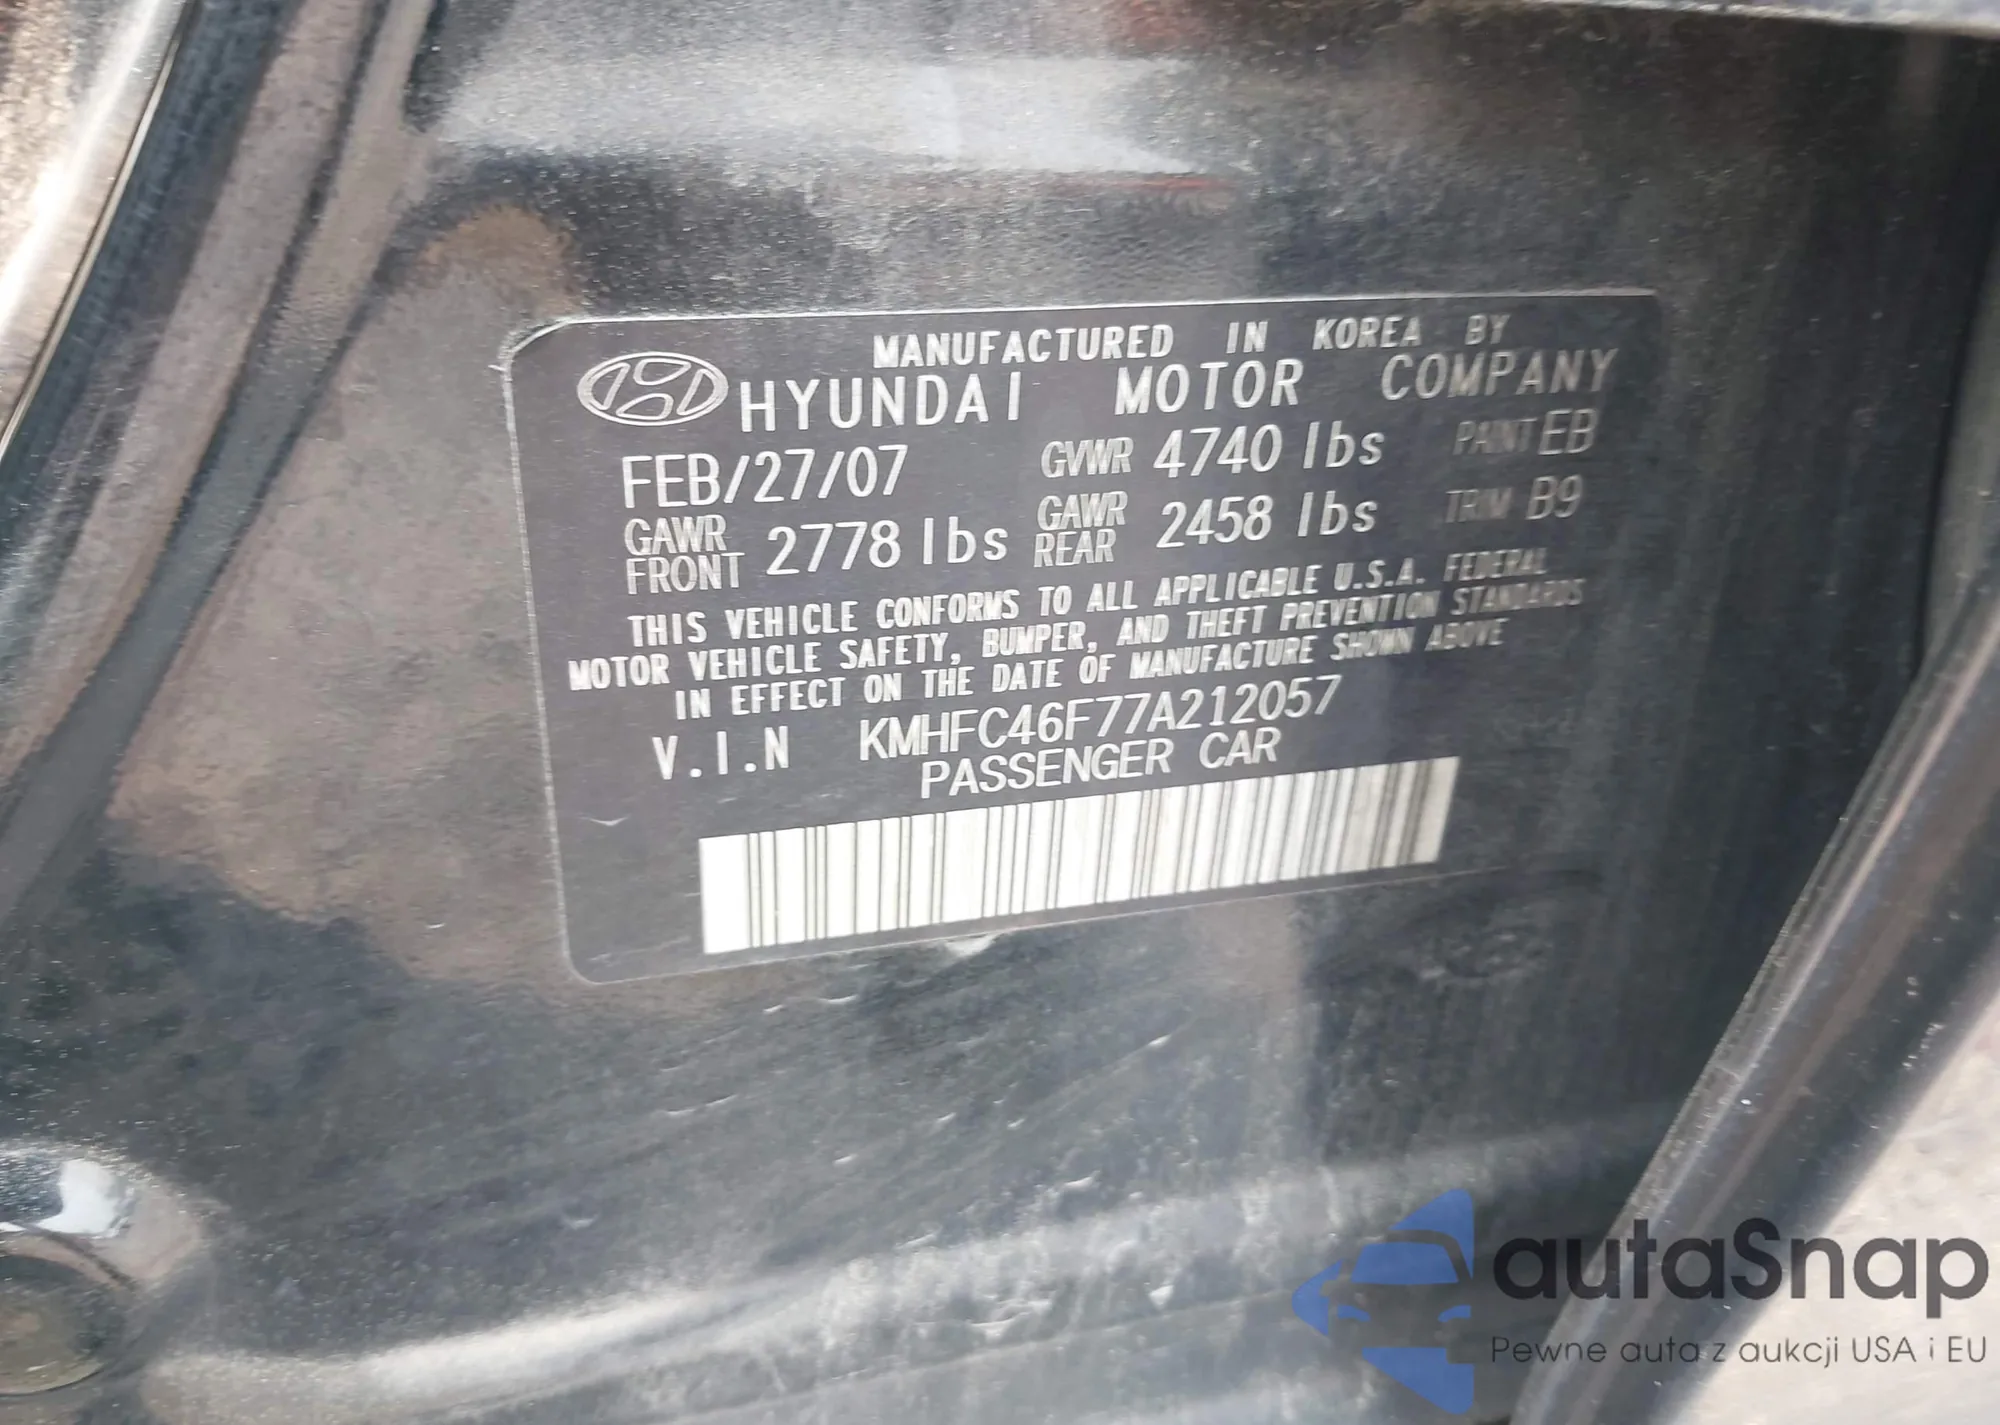 MANUFACTURED IN KOREA BY
HYUNDAI MOTOR COMPANY
FEB/27/07 GVWR 4740 lbs PAINT EB
GAWR FRONT 2778 lbs GAWR REAR 2458 lbs TRIM B9
THIS VEHICLE CONFORMS TO ALL APPLICABLE U.S.A. FEDERAL
MOTOR VEHICLE SAFETY, BUMPER, AND THEFT PREVENTION STANDARDS
IN EFFECT ON THE DATE OF MANUFACTURE SHOWN ABOVE
V.I.N KMHFC46F77A212057
PASSENGER CAR
autaSnap
Pewne auta z aukcji USA i EU